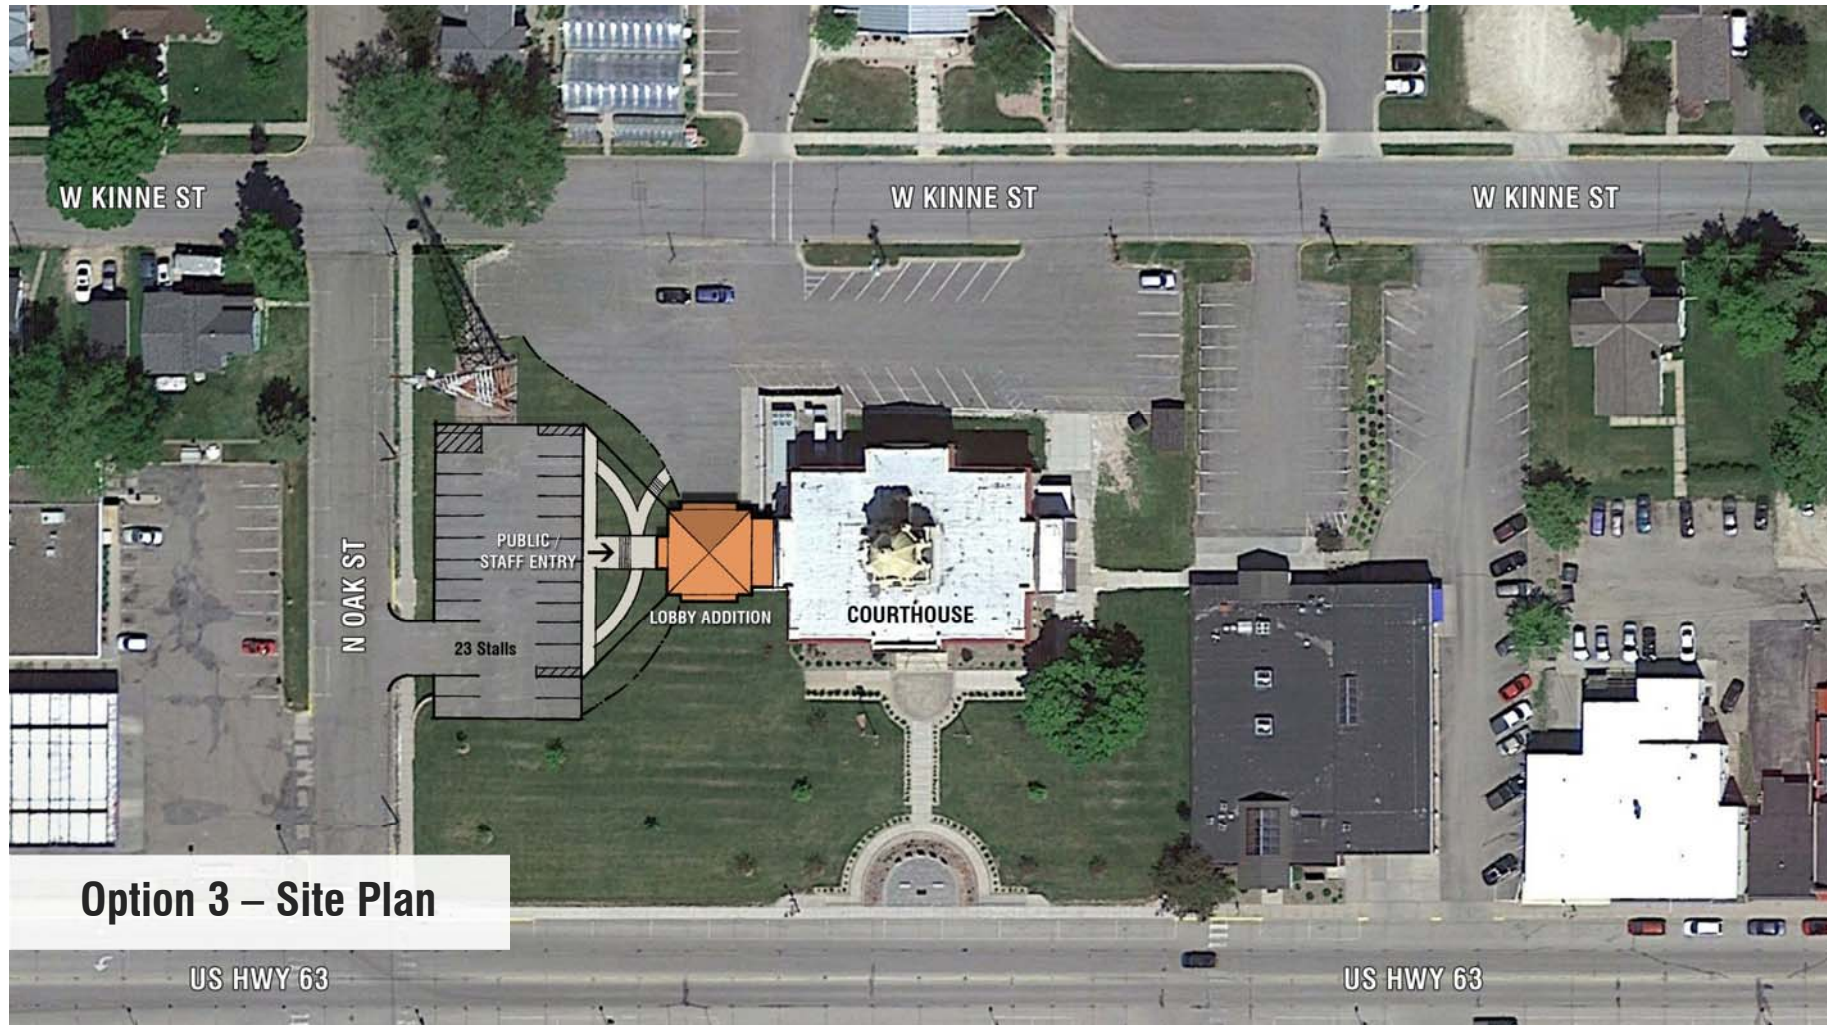 W KINNE ST
W KINNE ST
W KINNE ST
N OAK ST
PUBLIC /
STAFF ENTRY
LOBBY ADDITION
COURTHOUSE
23 Stalls
Option 3 – Site Plan
US HWY 63
US HWY 63